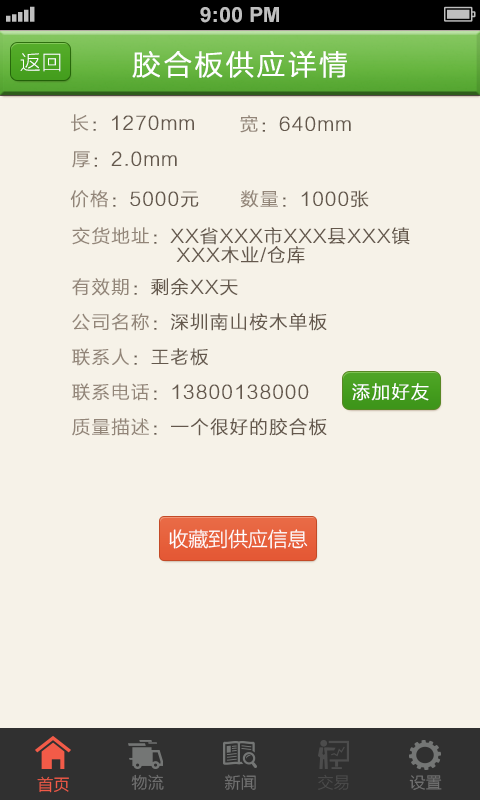 9:00 PM
返回
胶合板供应详情
长：1270mm 宽：640mm
厚：2.0mm
价格：5000元 数量：1000张
交货地址：XX省XXX市XXX县XXX镇
XXX木业/仓库
有效期：剩余XX天
公司名称：深圳南山桉木单板
联系人：王老板
联系电话：13800138000 添加好友
质量描述：一个很好的胶合板
收藏到供应信息
首页 物流 新闻 交易 设置